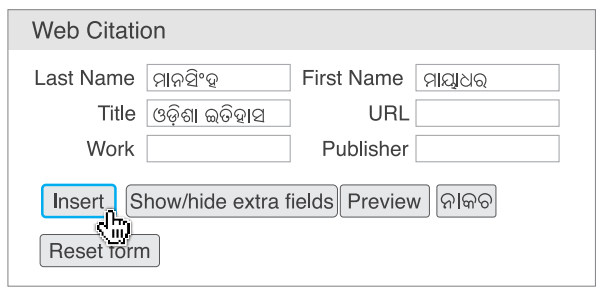 Web Citation
Last Name ମାନସିଂହ First Name ମାୟାଧର
Title ଓଡ଼ିଶା ଇତିହାସ URL
Work Publisher
Insert Show/hide extra fields Preview ନାକଚ
Reset form